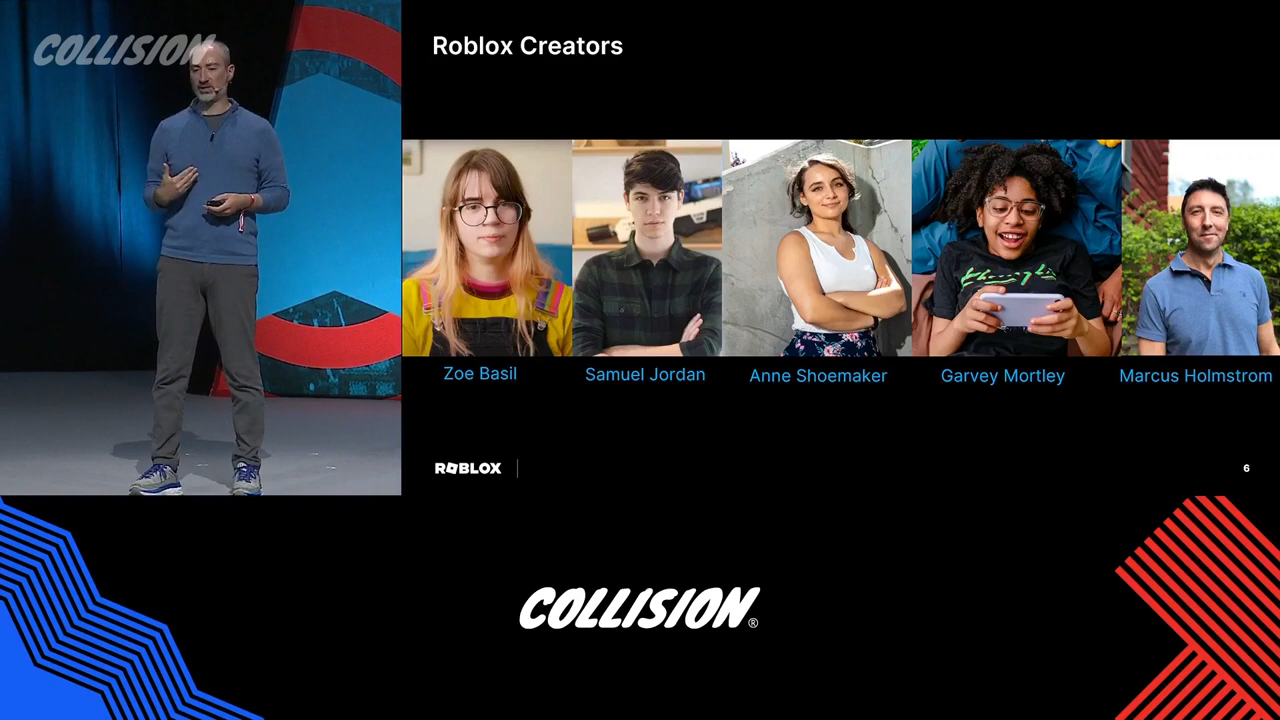 COLLISION
Roblox Creators
Zoe Basil
Samuel Jordan
Anne Shoemaker
Garvey Mortley
Marcus Holmstrom
ROBLOX
6
COLLISION®